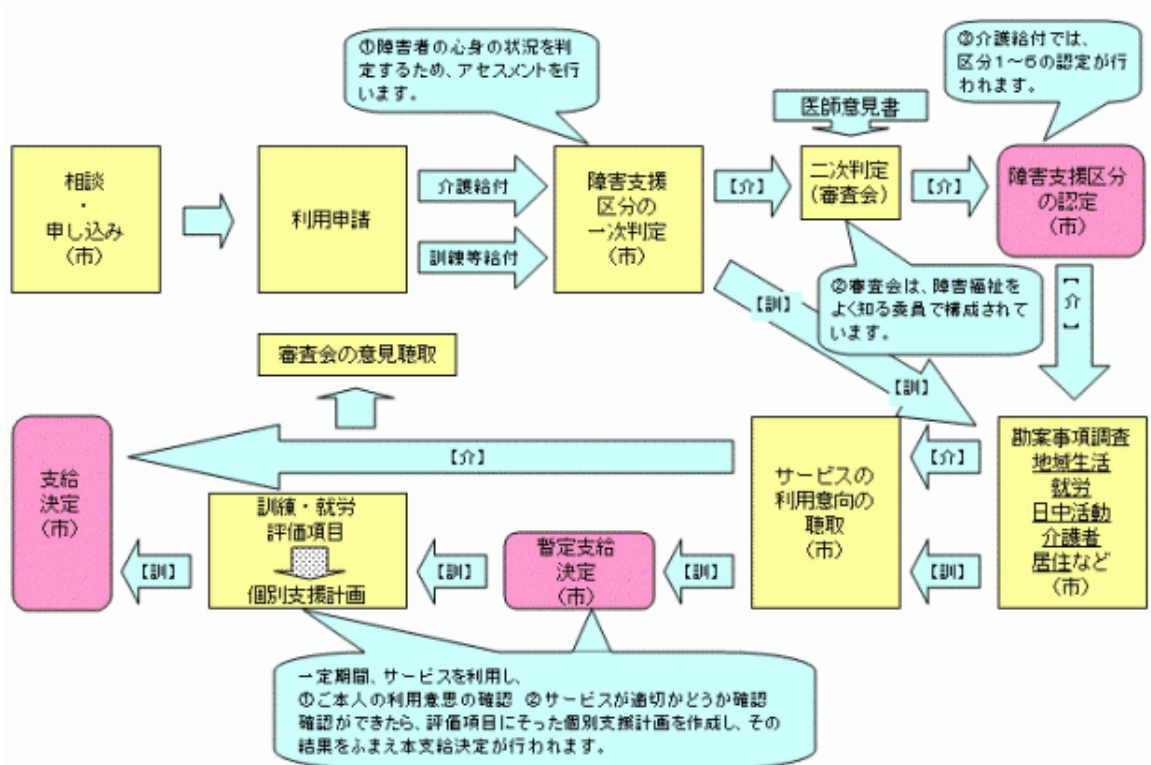 ①障害者の心身の状況を判
定するため、アセスメントを行
います。
③介護給付では、
区分1～6の認定が行
われます。
医師意見書
相談
・
申し込み
（市）
利用申請
介護給付
訓練等給付
障害支援
区分の
一次判定
（市）
【介】
二次判定
（審査会）
【介】
障害支援区分
の認定
（市）
【訓】
②審査会は、障害福祉を
よく知る委員で構成されて
います。
【介】
【訓】
審査会の意見聴取
支給
決定
（市）
【介】
サービスの
利用意向の
聴取
（市）
【介】
勘案事項調査
地域生活
就労
日中活動
介護者
居住など
（市）
【訓】
訓練・就労
評価項目
個別支援計画
【訓】
暫定支給
決定
（市）
【訓】
【訓】
一定期間、サービスを利用し、
①ご本人の利用意思の確認 ②サービスが適切かどうか確認
確認ができたら、評価項目にそった個別支援計画を作成し、その
結果をふまえ本支給決定が行われます。